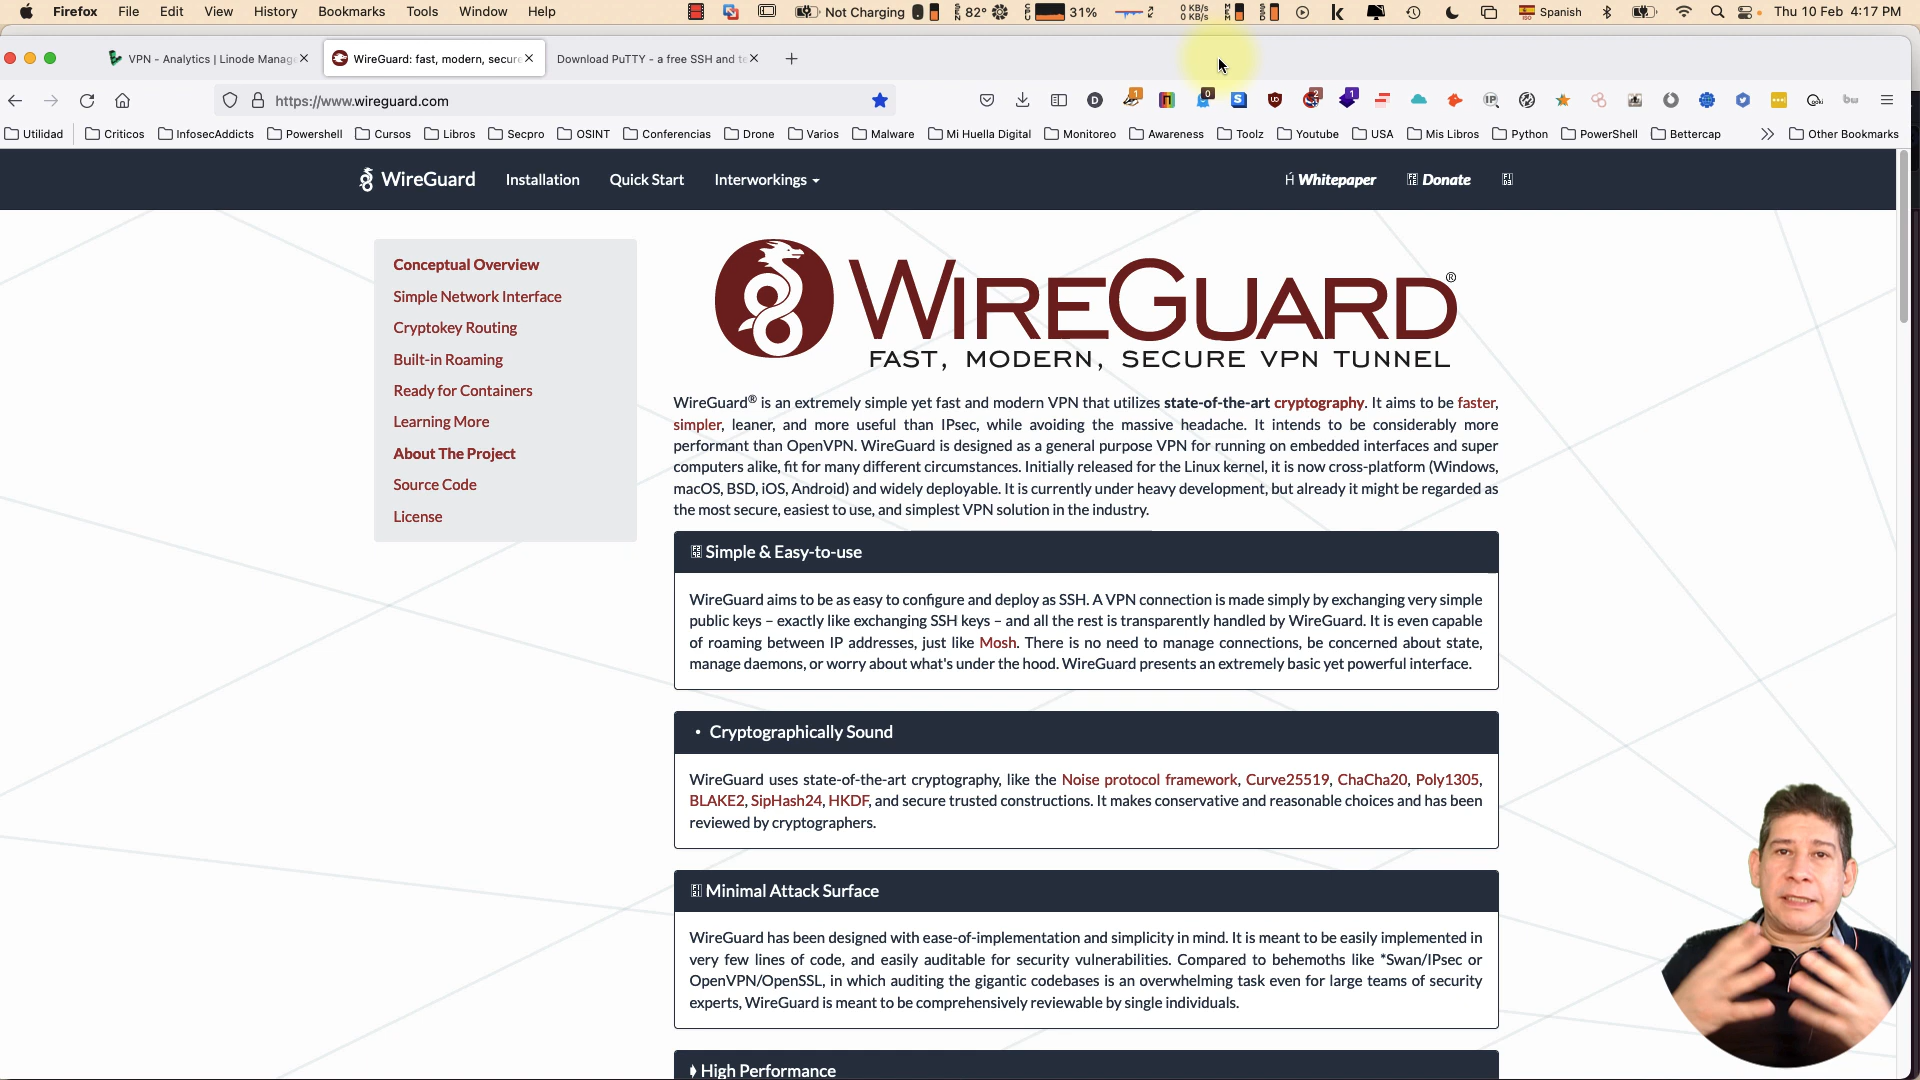 Firefox File Edit View History Bookmarks Tools Window Help Not Charging 82° 31% 0 KB/s 0 KB/s Spanish Thu 10 Feb 4:17 PM
VPN - Analytics | Linode Manag WireGuard: fast, modern, secure Download PuTTY - a free SSH and te
https://www.wireguard.com
Utilidad Criticos InfosecAddicts Powershell Cursos Libros Secpro OSINT Conferencias Drone Varios Malware Mi Huella Digital Monitoreo Awareness Toolz Youtube USA Mis Libros Python PowerShell Bettercap Other Bookmarks
WireGuard Installation Quick Start Interworkings Whitepaper Donate
Conceptual Overview
Simple Network Interface
Cryptokey Routing
Built-in Roaming
Ready for Containers
Learning More
About The Project
Source Code
License
WIREGUARD®
FAST, MODERN, SECURE VPN TUNNEL
WireGuard® is an extremely simple yet fast and modern VPN that utilizes state-of-the-art cryptography. It aims to be faster,
simpler, leaner, and more useful than IPsec, while avoiding the massive headache. It intends to be considerably more
performant than OpenVPN. WireGuard is designed as a general purpose VPN for running on embedded interfaces and super
computers alike, fit for many different circumstances. Initially released for the Linux kernel, it is now cross-platform (Windows,
macOS, BSD, iOS, Android) and widely deployable. It is currently under heavy development, but already it might be regarded as
the most secure, easiest to use, and simplest VPN solution in the industry.
Simple & Easy-to-use
WireGuard aims to be as easy to configure and deploy as SSH. A VPN connection is made simply by exchanging very simple
public keys – exactly like exchanging SSH keys – and all the rest is transparently handled by WireGuard. It is even capable
of roaming between IP addresses, just like Mosh. There is no need to manage connections, be concerned about state,
manage daemons, or worry about what's under the hood. WireGuard presents an extremely basic yet powerful interface.
Cryptographically Sound
WireGuard uses state-of-the-art cryptography, like the Noise protocol framework, Curve25519, ChaCha20, Poly1305,
BLAKE2, SipHash24, HKDF, and secure trusted constructions. It makes conservative and reasonable choices and has been
reviewed by cryptographers.
Minimal Attack Surface
WireGuard has been designed with ease-of-implementation and simplicity in mind. It is meant to be easily implemented in
very few lines of code, and easily auditable for security vulnerabilities. Compared to behemoths like *Swan/IPsec or
OpenVPN/OpenSSL, in which auditing the gigantic codebases is an overwhelming task even for large teams of security
experts, WireGuard is meant to be comprehensively reviewable by single individuals.
High Performance